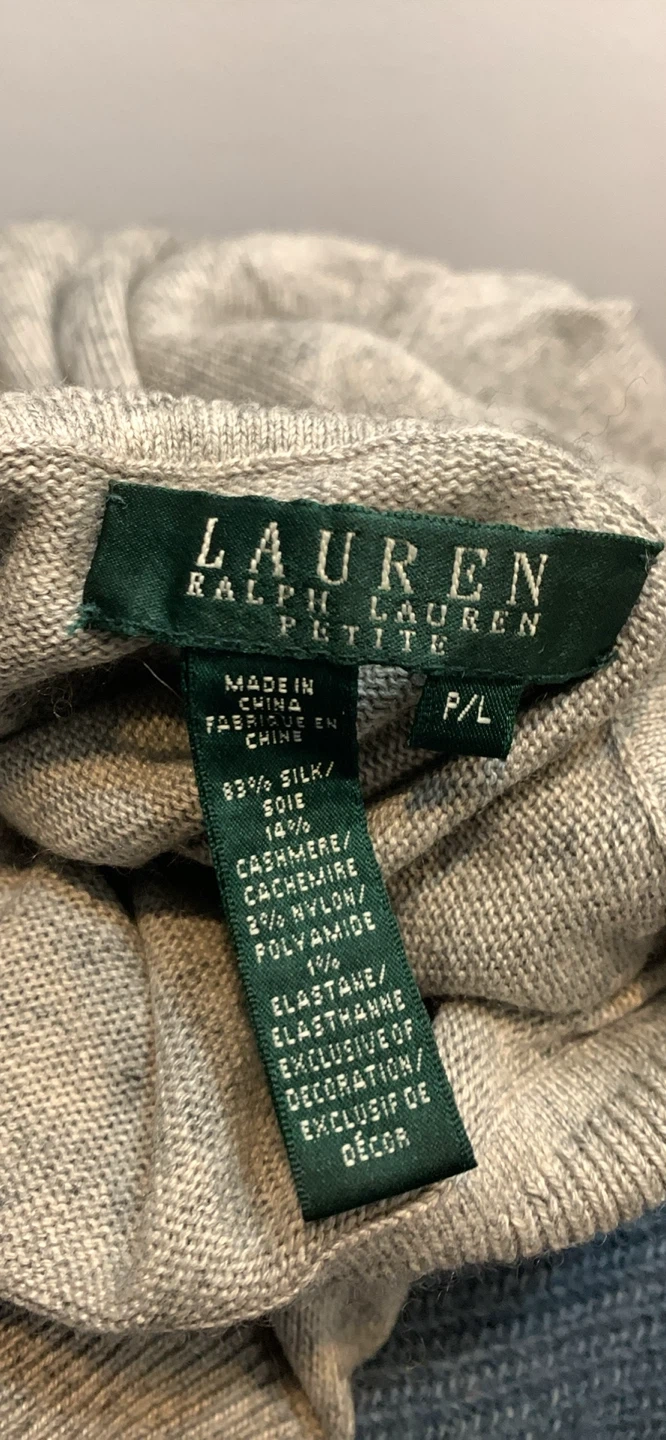 LAUREN
RALPH LAUREN
PETITE
P/L
MADE IN
CHINA
FABRIQUE EN
CHINE
83% SILK/
SOIE
14%
CASHMERE/
CACHEMIRE
2% NYLON/
POLYAMIDE
1%
ELASTANE/
ELASTHANNE
EXCLUSIVE OF
DECORATION/
EXCLUSIF DE
DÉCOR